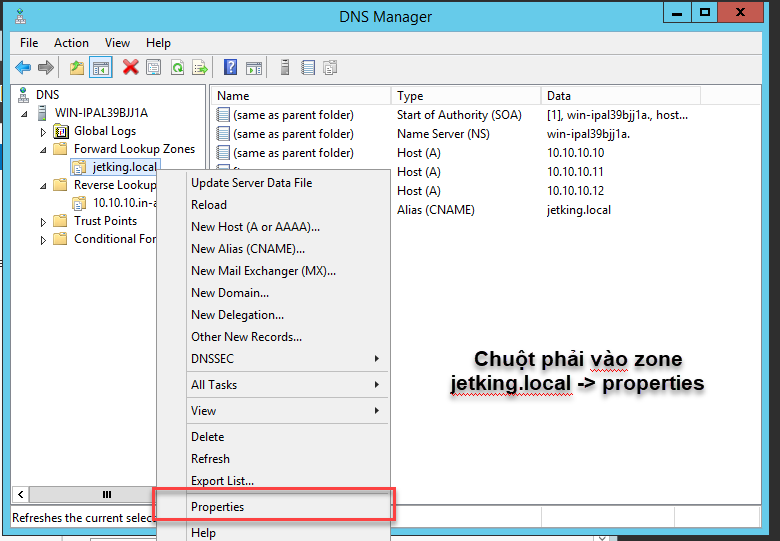 DNS Manager
File Action View Help
DNS
WIN-IPAL39BJJ1A
Global Logs
Forward Lookup Zones
jetking.local
Reverse Lookup
10.10.10.in-a
Trust Points
Conditional For
Name Type Data
(same as parent folder) Start of Authority (SOA) [1], win-ipal39bjj1a., host...
(same as parent folder) Name Server (NS) win-ipal39bjj1a.
(same as parent folder) Host (A) 10.10.10.10
Host (A) 10.10.10.11
Host (A) 10.10.10.12
Alias (CNAME) jetking.local
Update Server Data File
Reload
New Host (A or AAAA)...
New Alias (CNAME)...
New Mail Exchanger (MX)...
New Domain...
New Delegation...
Other New Records...
DNSSEC
All Tasks
View
Delete
Refresh
Export List...
Properties
Help
Chuột phải vào zone
jetking.local -> properties
Refreshes the current selec